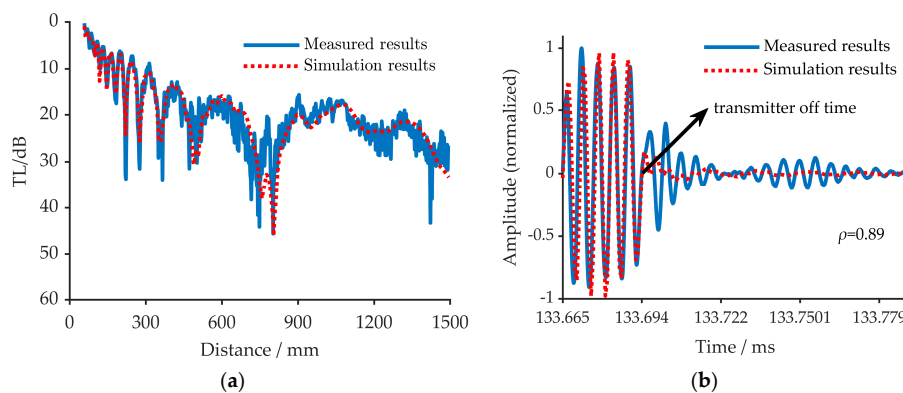 0
10
20
30
40
50
60
TL/dB
Measured results
Simulation results
0
300
600
900
1200
1500
Distance / mm
(a)
1
0.5
0
-0.5
-1
Amplitude (normalized)
Measured results
Simulation results
transmitter off time
ρ=0.89
133.665
133.694
133.722
133.7501
133.779
Time / ms
(b)